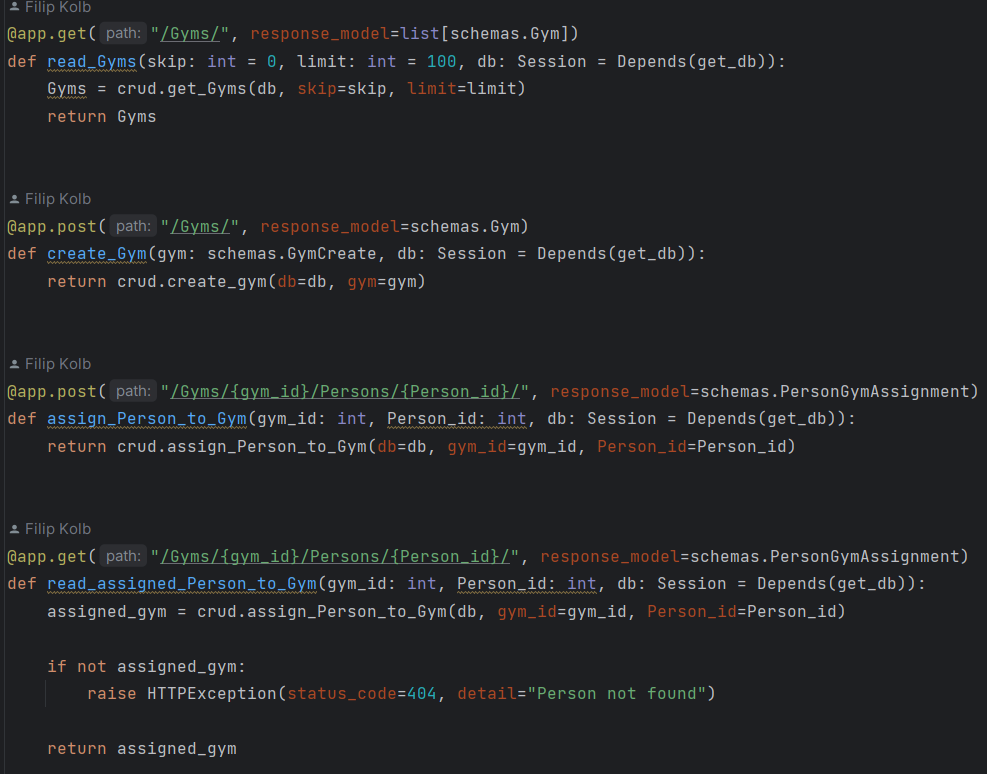 Filip Kolb
@app.get( path: "/Gyms/", response_model=list[schemas.Gym])
def read_Gyms(skip: int = 0, limit: int = 100, db: Session = Depends(get_db)):
    Gyms = crud.get_Gyms(db, skip=skip, limit=limit)
    return Gyms
Filip Kolb
@app.post( path: "/Gyms/", response_model=schemas.Gym)
def create_Gym(gym: schemas.GymCreate, db: Session = Depends(get_db)):
    return crud.create_gym(db=db, gym=gym)
Filip Kolb
@app.post( path: "/Gyms/{gym_id}/Persons/{Person_id}/", response_model=schemas.PersonGymAssignment)
def assign_Person_to_Gym(gym_id: int, Person_id: int, db: Session = Depends(get_db)):
    return crud.assign_Person_to_Gym(db=db, gym_id=gym_id, Person_id=Person_id)
Filip Kolb
@app.get( path: "/Gyms/{gym_id}/Persons/{Person_id}/", response_model=schemas.PersonGymAssignment)
def read_assigned_Person_to_Gym(gym_id: int, Person_id: int, db: Session = Depends(get_db)):
    assigned_gym = crud.assign_Person_to_Gym(db, gym_id=gym_id, Person_id=Person_id)
    if not assigned_gym:
        raise HTTPException(status_code=404, detail="Person not found")
    return assigned_gym